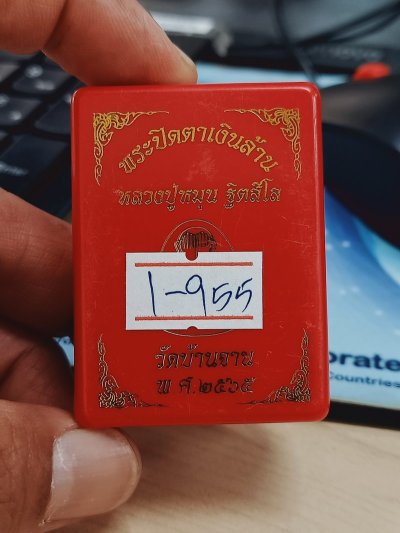 พระปิดตาเงินล้าน
หลวงปู่หมุน ฐิตสีโล
1-955
วัดบ้านจาน
พ.ศ.๒๕๖๕
orate
Countries